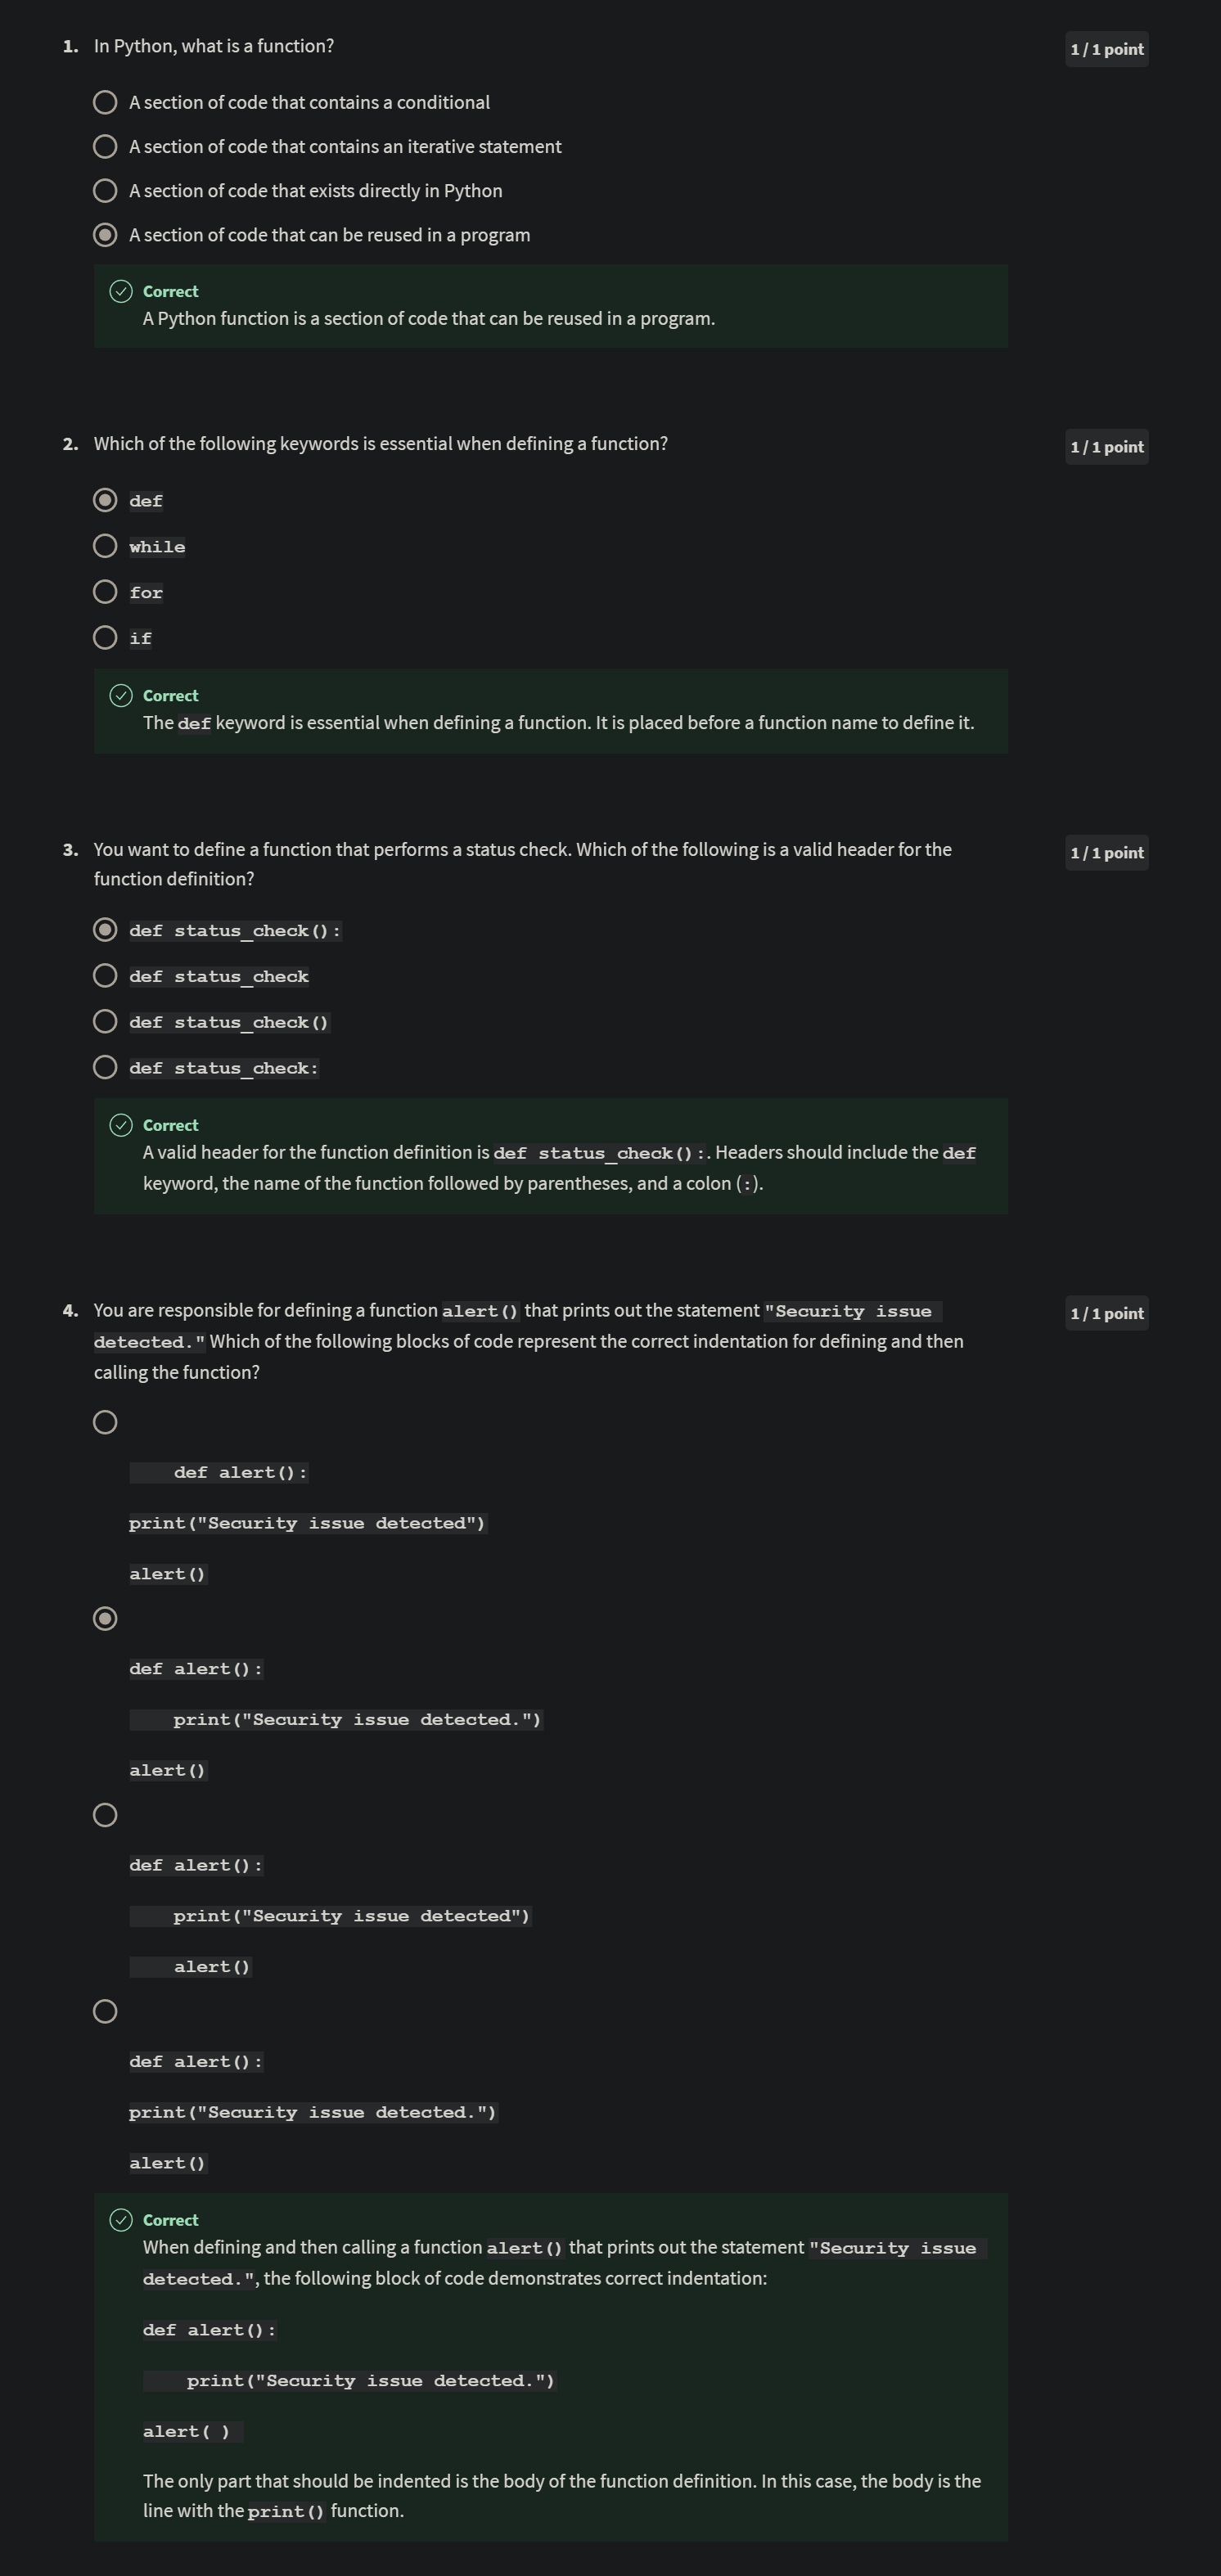 1. In Python, what is a function?
1 / 1 point
A section of code that contains a conditional
A section of code that contains an iterative statement
A section of code that exists directly in Python
A section of code that can be reused in a program
Correct
A Python function is a section of code that can be reused in a program.
2. Which of the following keywords is essential when defining a function?
1 / 1 point
def
while
for
if
Correct
The def keyword is essential when defining a function. It is placed before a function name to define it.
3. You want to define a function that performs a status check. Which of the following is a valid header for the
function definition?
1 / 1 point
def status_check():
def status_check
def status_check()
def status_check:
Correct
A valid header for the function definition is def status_check():. Headers should include the def
keyword, the name of the function followed by parentheses, and a colon (:).
4. You are responsible for defining a function alert() that prints out the statement "Security issue
detected." Which of the following blocks of code represent the correct indentation for defining and then
calling the function?
1 / 1 point
    def alert():
print("Security issue detected")
alert()
def alert():
    print("Security issue detected.")
alert()
def alert():
    print("Security issue detected")
    alert()
def alert():
print("Security issue detected.")
alert()
Correct
When defining and then calling a function alert() that prints out the statement "Security issue
detected.", the following block of code demonstrates correct indentation:
def alert():
    print("Security issue detected.")
alert( )
The only part that should be indented is the body of the function definition. In this case, the body is the
line with the print() function.